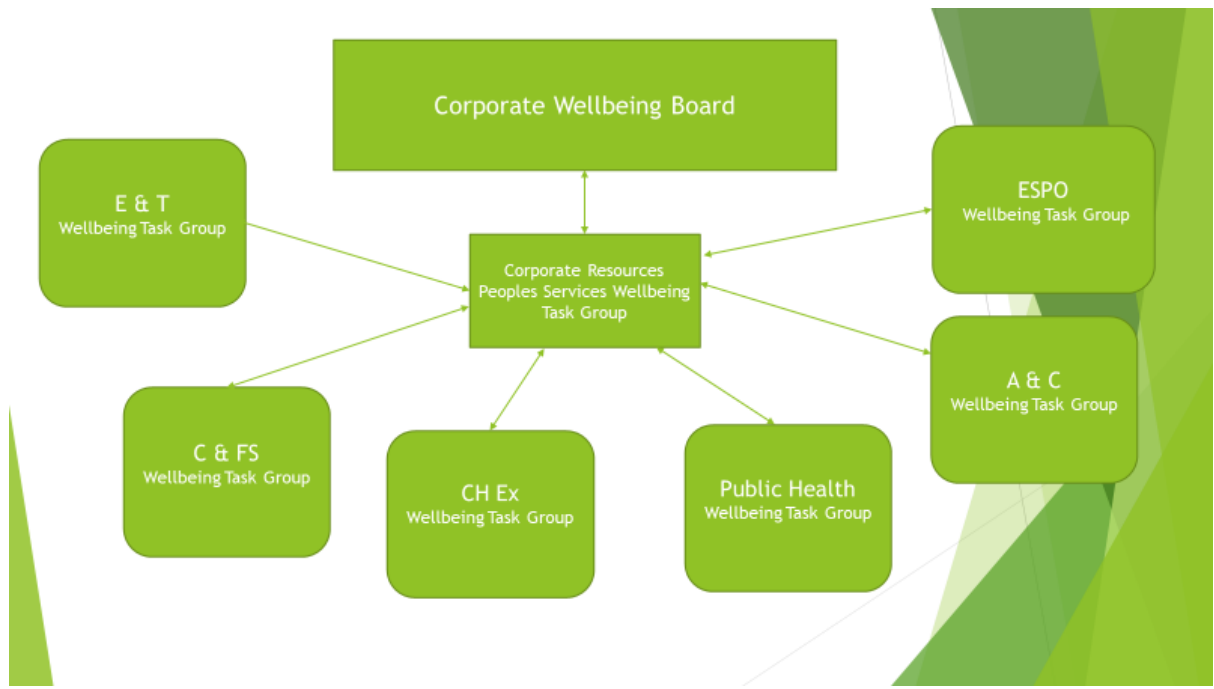 Corporate Wellbeing Board
E & T
Wellbeing Task Group
ESPO
Wellbeing Task Group
Corporate Resources
Peoples Services Wellbeing
Task Group
A & C
Wellbeing Task Group
C & FS
Wellbeing Task Group
CH Ex
Wellbeing Task Group
Public Health
Wellbeing Task Group